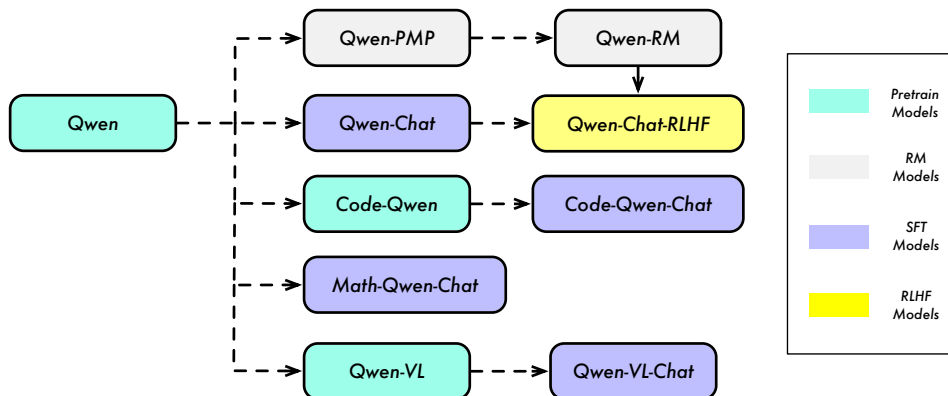 Qwen
Qwen-PMP
Qwen-RM
Qwen-Chat
Qwen-Chat-RLHF
Code-Qwen
Code-Qwen-Chat
Math-Qwen-Chat
Qwen-VL
Qwen-VL-Chat
Pretrain
Models
RM
Models
SFT
Models
RLHF
Models